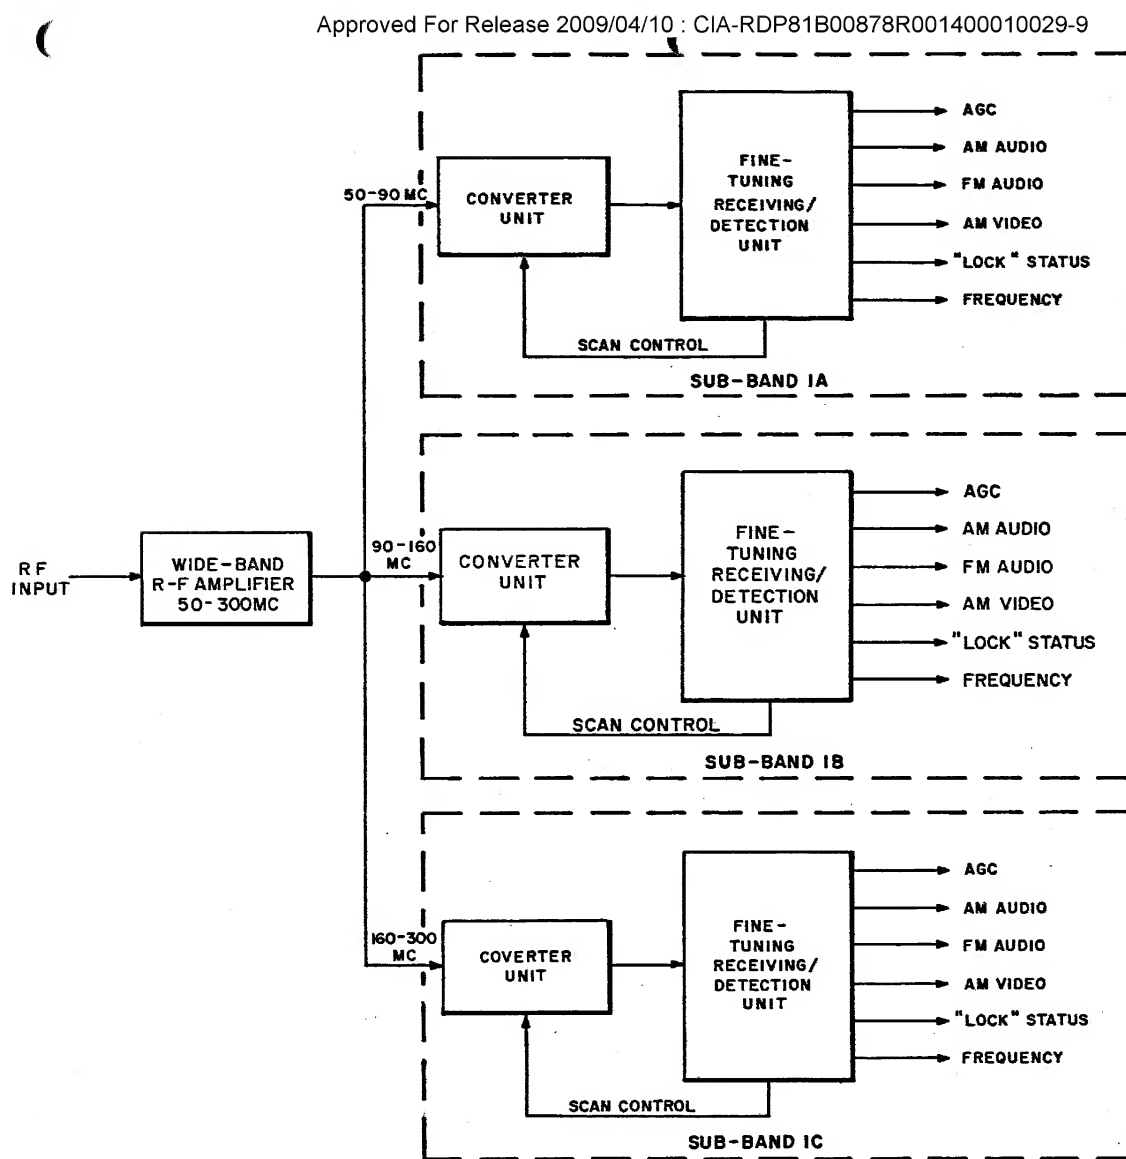 Approved For Release 2009/04/10 : CIA-RDP81B00878R001400010029-9
50-90 MC
CONVERTER
UNIT
FINE-
TUNING
RECEIVING/
DETECTION
UNIT
AGC
AM AUDIO
FM AUDIO
AM VIDEO
"LOCK" STATUS
FREQUENCY
SCAN CONTROL
SUB-BAND 1A
RF
INPUT
WIDE-BAND
R-F AMPLIFIER
50-300MC
90-160
MC
CONVERTER
UNIT
FINE-
TUNING
RECEIVING/
DETECTION
UNIT
AGC
AM AUDIO
FM AUDIO
AM VIDEO
"LOCK" STATUS
FREQUENCY
SCAN CONTROL
SUB-BAND 1B
160-300
MC
COVERTER
UNIT
FINE-
TUNING
RECEIVING/
DETECTION
UNIT
AGC
AM AUDIO
FM AUDIO
AM VIDEO
"LOCK" STATUS
FREQUENCY
SCAN CONTROL
SUB-BAND 1C